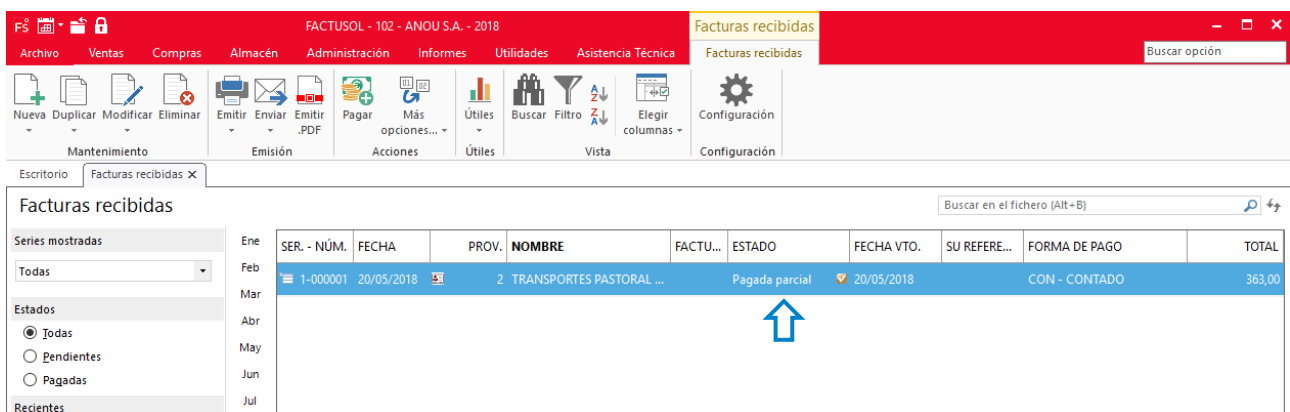 FS FACTUSOL - 102 - ANOU S.A. - 2018 Facturas recibidas
Archivo Ventas Compras Almacén Administración Informes Utilidades Asistencia Técnica Facturas recibidas Buscar opción
Nueva Duplicar Modificar Eliminar Emitir Enviar Emitir .PDF Pagar Más opciones... Útiles Buscar Filtro Elegir columnas Configuración
Mantenimiento Emisión Acciones Útiles Vista Configuración
Escritorio Facturas recibidas X
Facturas recibidas Buscar en el fichero (Alt+B)
Series mostradas
Todas
Estados
Todas
Pendientes
Pagadas
Recientes
Ene
Feb
Mar
Abr
May
Jun
Jul
SER. - NÚM. FECHA PROV. NOMBRE FACTU... ESTADO FECHA VTO. SU REFERE... FORMA DE PAGO TOTAL
1-000001 20/05/2018 2 TRANSPORTES PASTORAL ... Pagada parcial 20/05/2018 CON - CONTADO 363,00